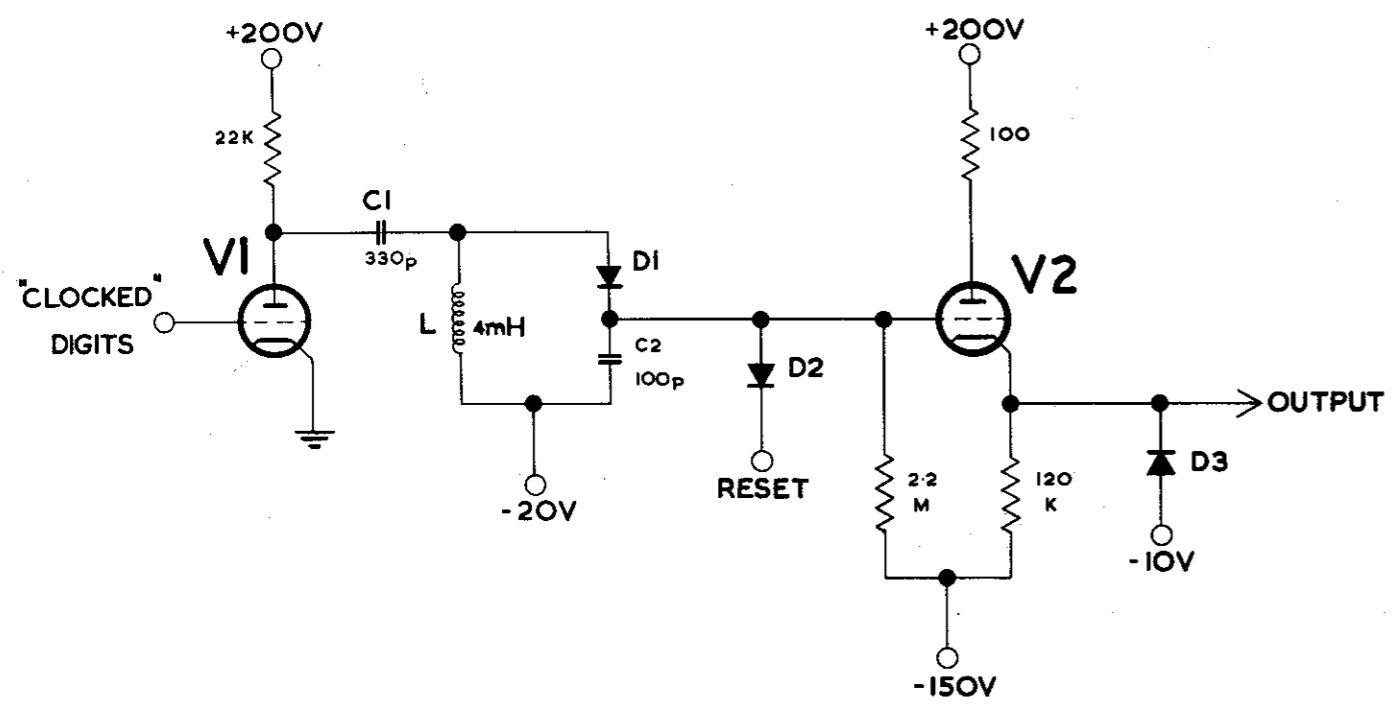 +200V
+200V
22K
100
C1
330p
V1
D1
V2
"CLOCKED"
DIGITS
L
4mH
C2
100p
D2
OUTPUT
RESET
2·2
M
120
K
D3
-20V
-10V
-150V